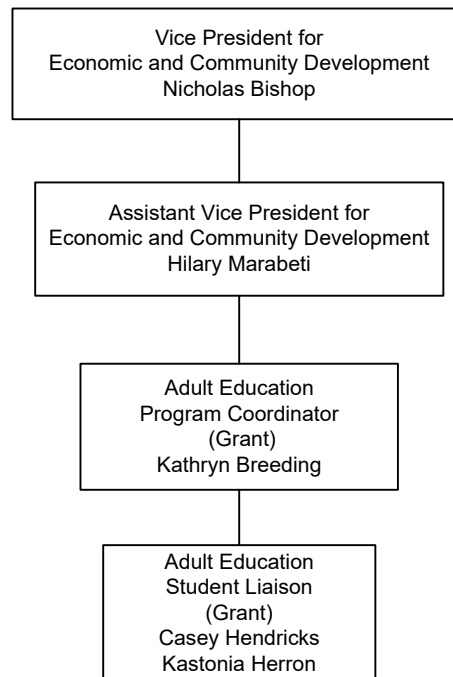 Vice President for
Economic and Community Development
Nicholas Bishop
Assistant Vice President for
Economic and Community Development
Hilary Marabeti
Adult Education
Program Coordinator
(Grant)
Kathryn Breeding
Adult Education
Student Liaison
(Grant)
Casey Hendricks
Kastonia Herron